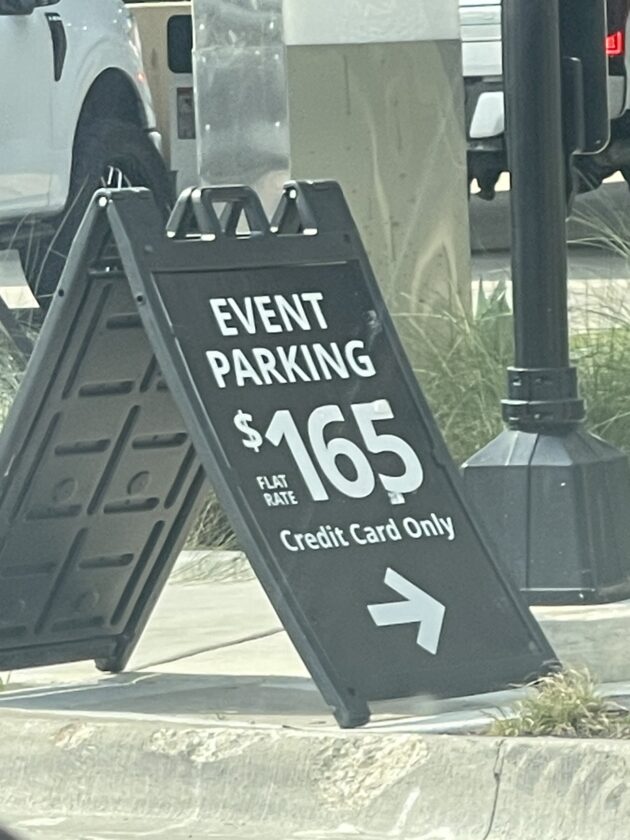 EVENT
PARKING
$165
FLAT
RATE
Credit Card Only